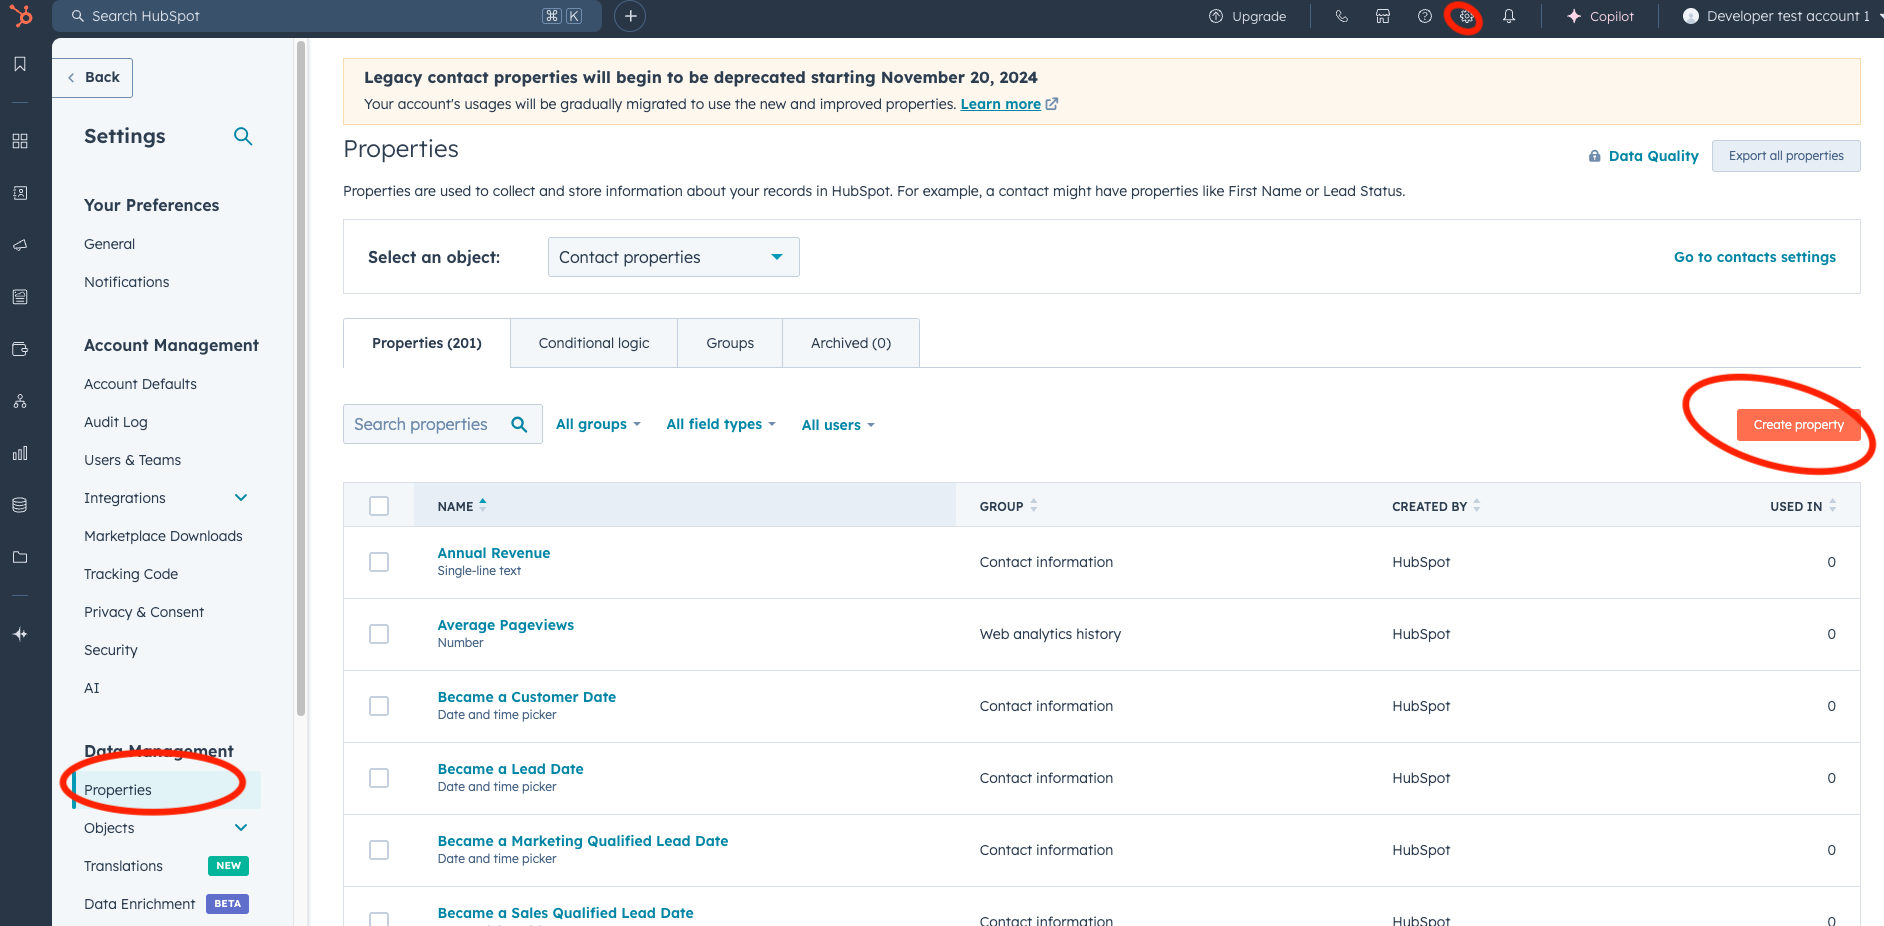 Search HubSpot
⌘ K
Upgrade
Copilot
Developer test account 1
Back
Settings
Your Preferences
General
Notifications
Account Management
Account Defaults
Audit Log
Users & Teams
Integrations
Marketplace Downloads
Tracking Code
Privacy & Consent
Security
AI
Data Management
Properties
Objects
Translations NEW
Data Enrichment BETA
Legacy contact properties will begin to be deprecated starting November 20, 2024
Your account's usages will be gradually migrated to use the new and improved properties. Learn more
Properties
Data Quality
Export all properties
Properties are used to collect and store information about your records in HubSpot. For example, a contact might have properties like First Name or Lead Status.
Select an object: Contact properties
Go to contacts settings
Properties (201) Conditional logic Groups Archived (0)
Search properties All groups All field types All users
Create property
NAME GROUP CREATED BY USED IN
Annual Revenue
Single-line text
Contact information HubSpot 0
Average Pageviews
Number
Web analytics history HubSpot 0
Became a Customer Date
Date and time picker
Contact information HubSpot 0
Became a Lead Date
Date and time picker
Contact information HubSpot 0
Became a Marketing Qualified Lead Date
Date and time picker
Contact information HubSpot 0
Became a Sales Qualified Lead Date
Contact information HubSpot 0